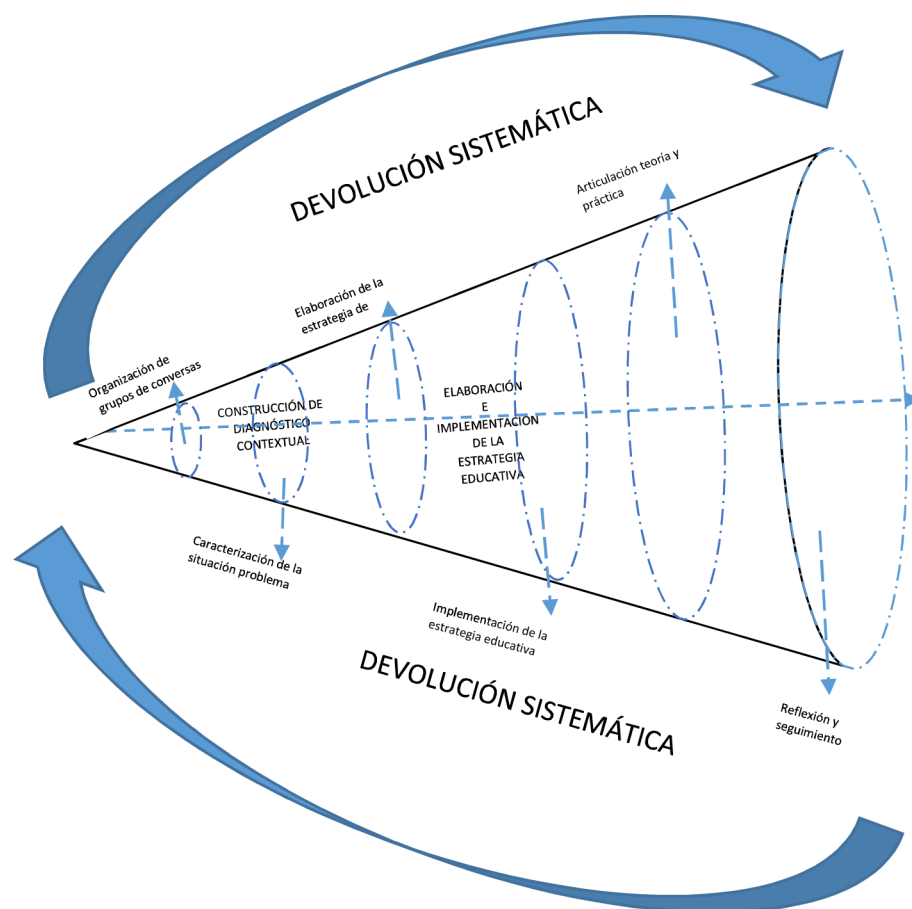 DEVOLUCIÓN SISTEMÁTICA
Articulación teoría y
práctica
Elaboración de la
estrategia de
Organización de
grupos de conversas
CONSTRUCCIÓN DE
DIAGNÓSTICO
CONTEXTUAL
ELABORACIÓN
E
IMPLEMENTACIÓN
DE LA
ESTRATEGIA
EDUCATIVA
Caracterización de la
situación problema
Implementación de la
estrategia educativa
DEVOLUCIÓN SISTEMÁTICA
Reflexión y
seguimiento